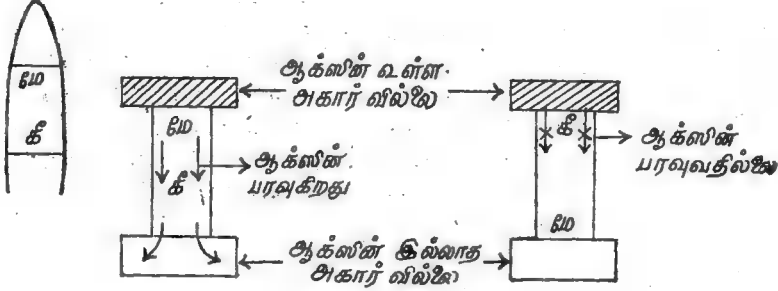 மே
கீ
ஆக்ஸின் உள்ள
அகார் வில்லை
மே
கீ
ஆக்ஸின்
பரவுகிறது
கீ
ஆக்ஸின்
பரவுவதில்லை
மே
ஆக்ஸின் இல்லாத
அகார் வில்லை